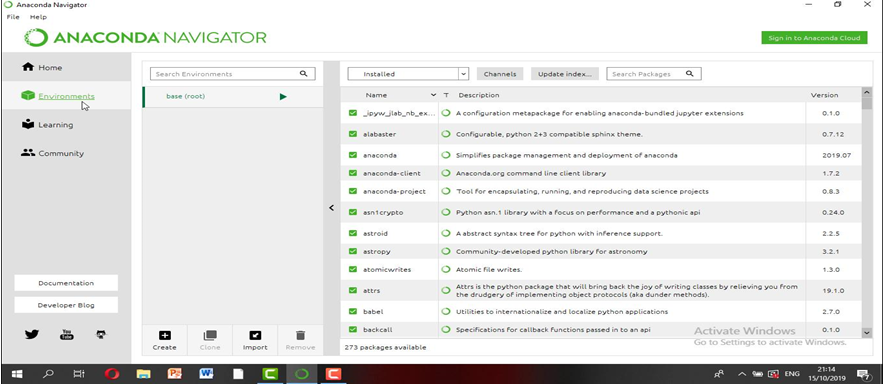 Anaconda Navigator
File Help
ANACONDA NAVIGATOR
Sign in to Anaconda Cloud
Home
Environments
Learning
Community
Documentation
Developer Blog
You Tube
Search Environments
base (root)
Create Clone Import Remove
Installed Channels Update index... Search Packages
Name T Description Version
_ipyw_jlab_nb_ex... A configuration metapackage for enabling anaconda-bundled jupyter extensions 0.1.0
alabaster Configurable, python 2+3 compatible sphinx theme. 0.7.12
anaconda Simplifies package management and deployment of anaconda 2019.07
anaconda-client Anaconda.org command line client library 1.7.2
anaconda-project Tool for encapsulating, running, and reproducing data science projects 0.8.3
asn1crypto Python asn.1 library with a focus on performance and a pythonic api 0.24.0
astroid A abstract syntax tree for python with inference support. 2.2.5
astropy Community-developed python library for astronomy 3.2.1
atomicwrites Atomic file writes. 1.3.0
attrs Attrs is the python package that will bring back the joy of writing classes by relieving you from
the drudgery of implementing object protocols (aka dunder methods). 19.1.0
babel Utilities to internationalize and localize python applications 2.7.0
backcall Specifications for callback functions passed in to an api 0.1.0
273 packages available
Activate Windows
Go to Settings to activate Windows.
ENG
21:14
15/10/2019